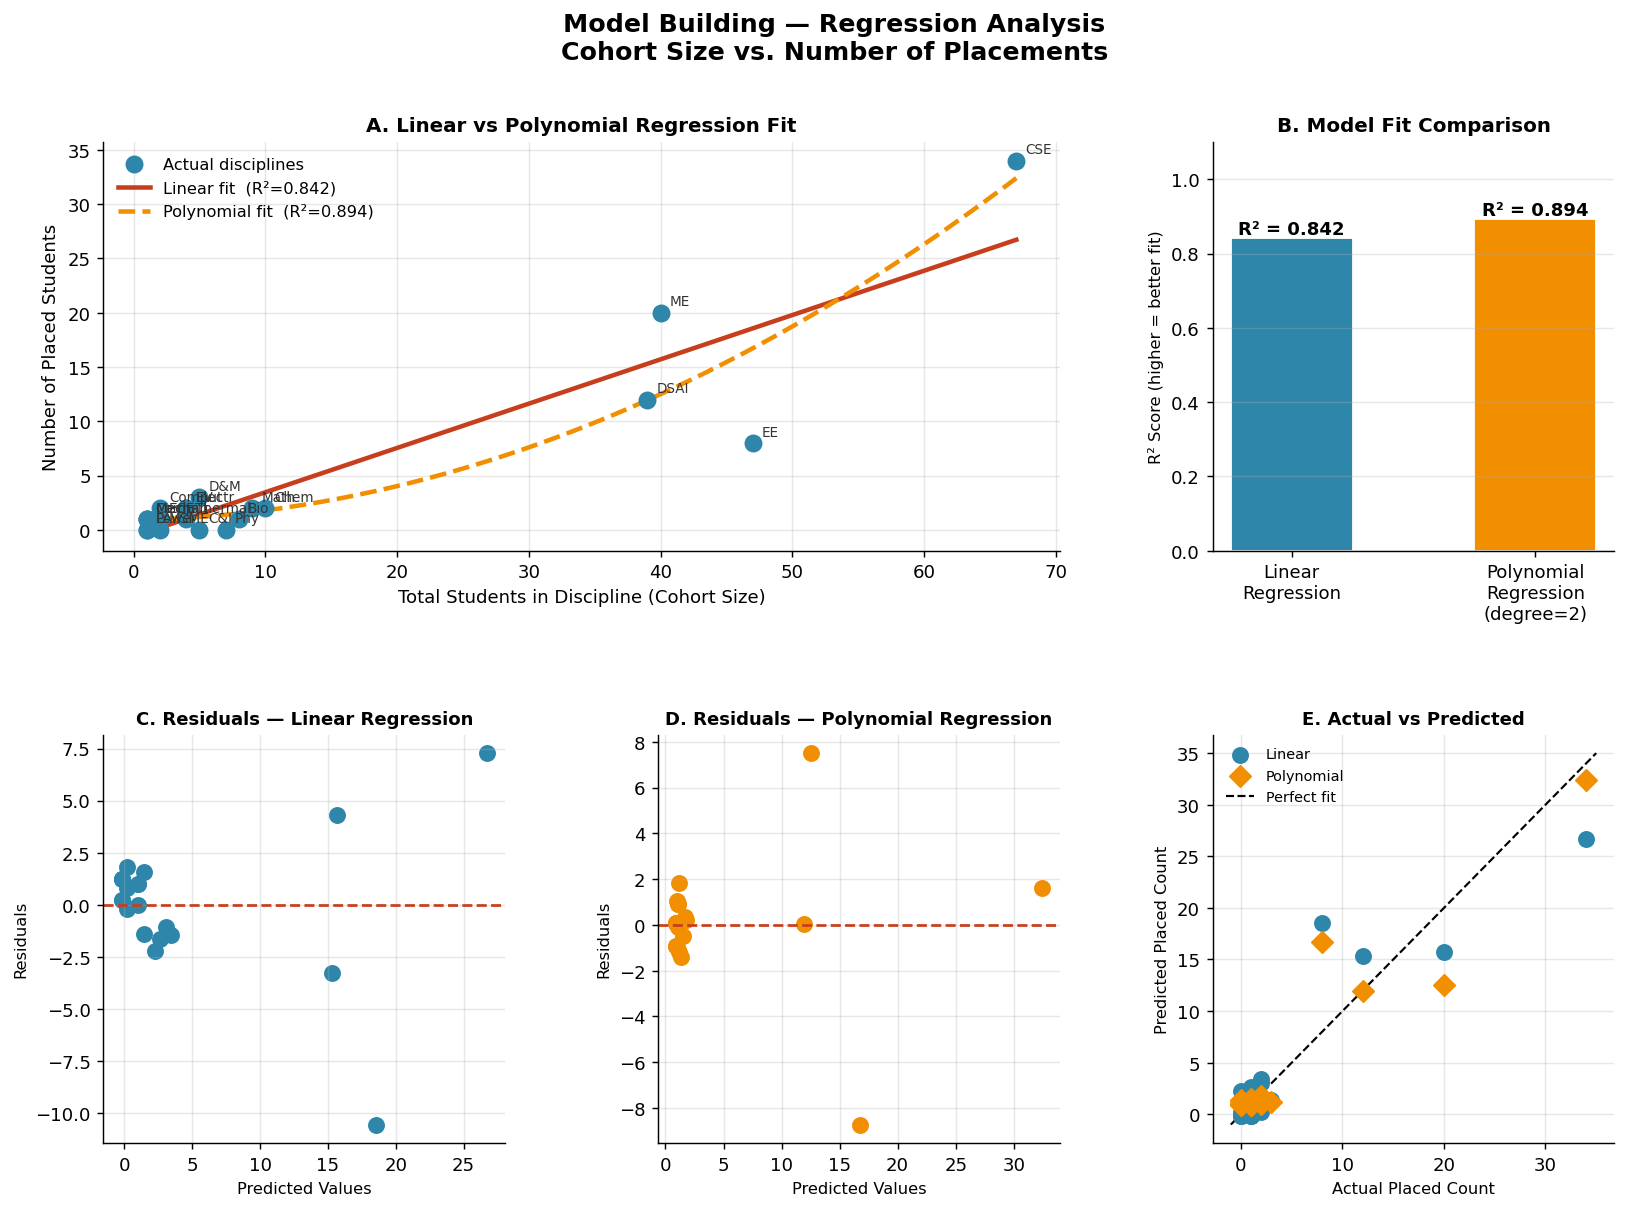 Model Building — Regression Analysis
Cohort Size vs. Number of Placements
A. Linear vs Polynomial Regression Fit
35
30
25
20
15
10
5
0
Number of Placed Students
Actual disciplines
Linear fit (R²=0.842)
Polynomial fit (R²=0.894)
CSE
ME
DSAI
EE
D&M
Chem
Bio
C&I
Phy
0 10 20 30 40 50 60 70
Total Students in Discipline (Cohort Size)
B. Model Fit Comparison
1.0
0.8
0.6
0.4
0.2
0.0
R² Score (higher = better fit)
R² = 0.842
R² = 0.894
Linear
Regression
Polynomial
Regression
(degree=2)
C. Residuals — Linear Regression
7.5
5.0
2.5
0.0
−2.5
−5.0
−7.5
−10.0
Residuals
0 5 10 15 20 25
Predicted Values
D. Residuals — Polynomial Regression
8
6
4
2
0
−2
−4
−6
−8
Residuals
0 5 10 15 20 25 30
Predicted Values
E. Actual vs Predicted
35
30
25
20
15
10
5
0
Predicted Placed Count
Linear
Polynomial
Perfect fit
0 10 20 30
Actual Placed Count